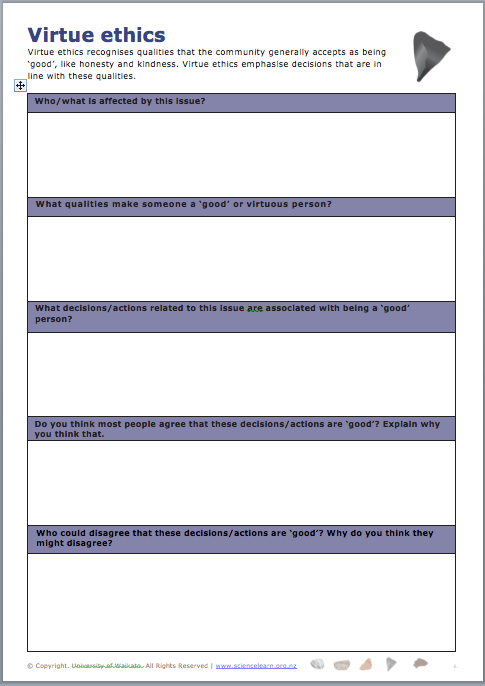 Virtue ethics
Virtue ethics recognises qualities that the community generally accepts as being
‘good’, like honesty and kindness. Virtue ethics emphasise decisions that are in
line with these qualities.
Who/what is affected by this issue?
What qualities make someone a ‘good’ or virtuous person?
What decisions/actions related to this issue are associated with being a ‘good’
person?
Do you think most people agree that these decisions/actions are ‘good’? Explain why
you think that.
Who could disagree that these decisions/actions are ‘good’? Why do you think they
might disagree?
© Copyright. University of Waikato. All Rights Reserved | www.sciencelearn.org.nz